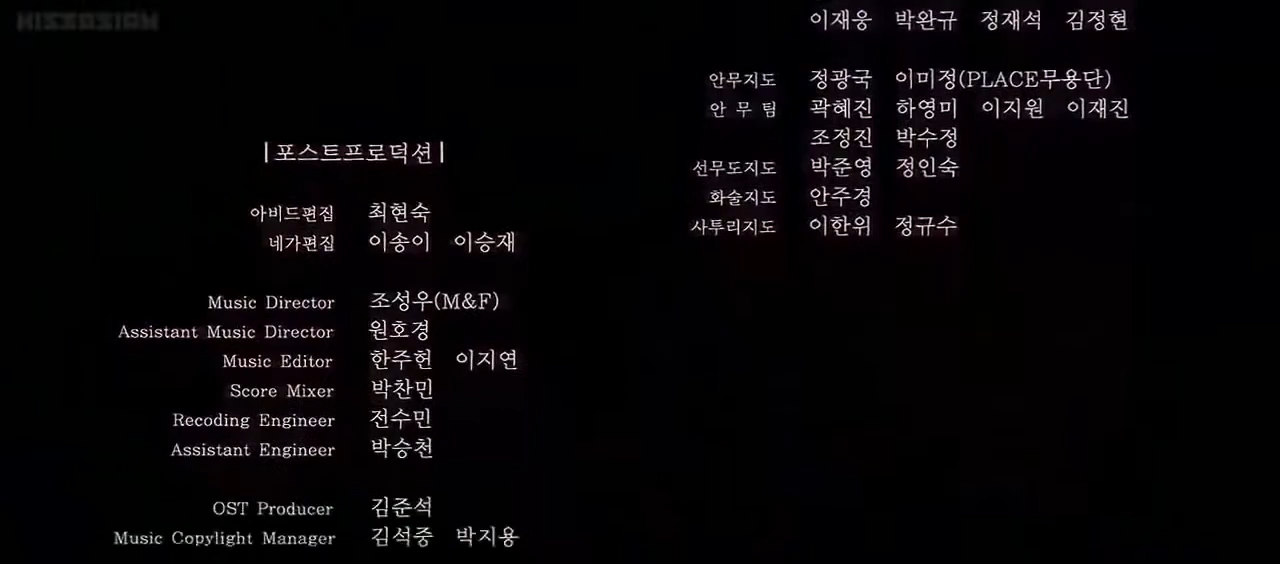 KISSASIAN
|포스트프로덕션|
아비드편집 최현숙
네가편집 이송이 이승재
Music Director 조성우(M&F)
Assistant Music Director 원호경
Music Editor 한주헌 이지연
Score Mixer 박찬민
Recoding Engineer 전수민
Assistant Engineer 박승천
OST Producer 김준석
Music Copylight Manager 김석중 박지용
이재웅 박완규 정재석 김정현
안무지도 정광국 이미정(PLACE무용단)
안 무 팀 곽혜진 하영미 이지원 이재진
조정진 박수정
선무도지도 박준영 정인숙
화술지도 안주경
사투리지도 이한위 정규수